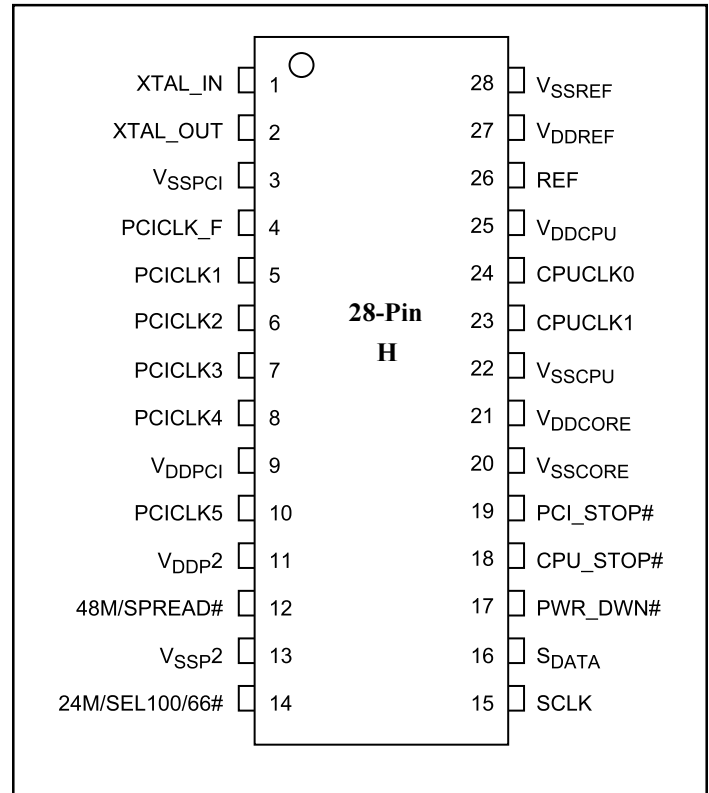 XTAL_IN 1 28 VSSREF
XTAL_OUT 2 27 VDDREF
VSSPCI 3 26 REF
PCICLK_F 4 25 VDDCPU
PCICLK1 5 24 CPUCLK0
PCICLK2 6 28-Pin 23 CPUCLK1
H
PCICLK3 7 22 VSSCPU
PCICLK4 8 21 VDDCORE
VDDPCI 9 20 VSSCORE
PCICLK5 10 19 PCI_STOP#
VDDP2 11 18 CPU_STOP#
48M/SPREAD# 12 17 PWR_DWN#
VSSP2 13 16 SDATA
24M/SEL100/66# 14 15 SCLK